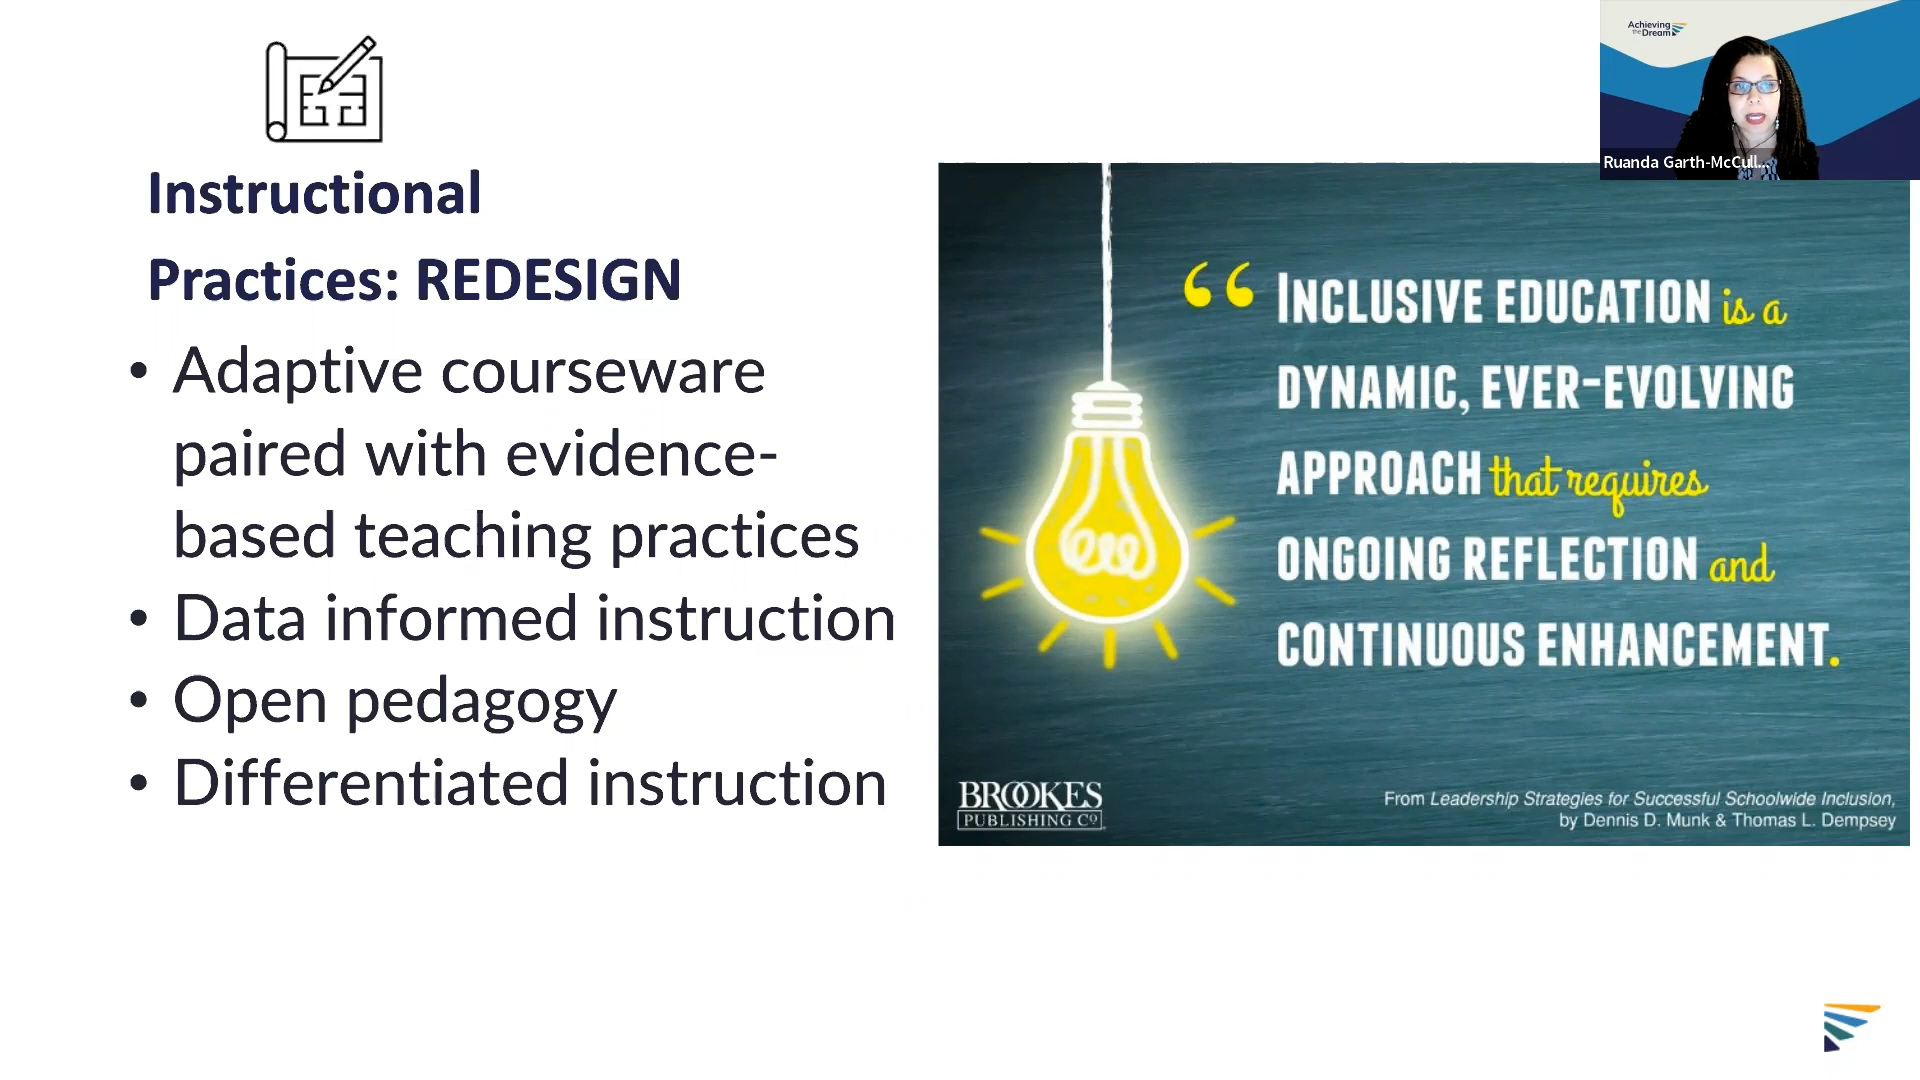 Instructional
Practices: REDESIGN
• Adaptive courseware
paired with evidence-
based teaching practices
• Data informed instruction
• Open pedagogy
• Differentiated instruction
Achieving
the Dream
Ruanda Garth-McCull...
“ INCLUSIVE EDUCATION is a
DYNAMIC, EVER-EVOLVING
APPROACH that requires
ONGOING REFLECTION and
CONTINUOUS ENHANCEMENT.
BROOKES
PUBLISHING CO
From Leadership Strategies for Successful Schoolwide Inclusion,
by Dennis D. Munk & Thomas L. Dempsey